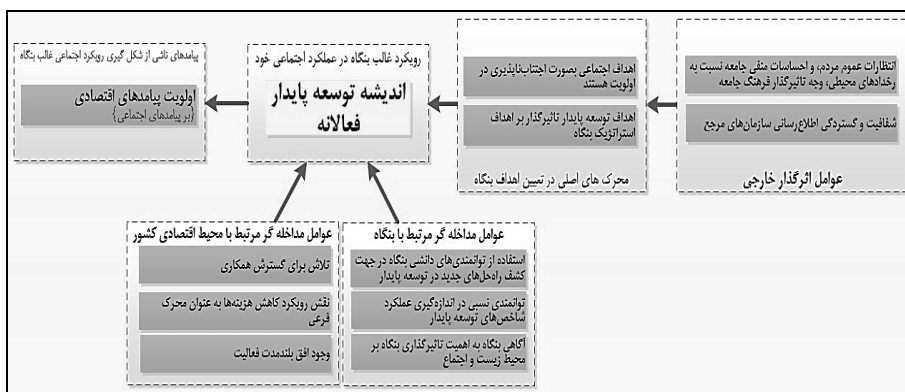 انتظارات عموم مردم، و احساسات منفی جامعه نسبت به
رخدادهای محیطی؛ وجه تاثیرگذار فرهنگ جامعه
شفافیت و گستردگی اطلاع‌رسانی سازمان‌های مرجع
عوامل اثرگذار خارجی
اهداف اجتماعی بصورت اجتناب‌ناپذیری در
اولویت هستند
اهداف توسعه پایدار تاثیرگذار بر اهداف
استراتژیک بنگاه
محرک های اصلی در تعیین اهداف بنگاه
رویکرد غالب بنگاه در عملکرد اجتماعی خود
اندیشه توسعه پایدار
فعالانه
پیامدهای ناشی از شکل گیری رویکرد اجتماعی غالب بنگاه
اولویت پیامدهای اقتصادی
{بر پیامدهای اجتماعی}
عوامل مداخله گر مرتبط با بنگاه
استفاده از توانمندی‌های دانشی بنگاه در جهت
کشف راه‌حل‌های جدید در توسعه پایدار
توانمندی نسبی در اندازه‌گیری عملکرد
شاخص‌های توسعه پایدار
آگاهی بنگاه به اهمیت تاثیرگذاری بنگاه بر
محیط زیست و اجتماع
عوامل مداخله گر مرتبط با محیط اقتصادی کشور
تلاش برای گسترش همکاری
نقش رویکرد کاهش هزینه‌ها به عنوان محرک
فرعی
وجود افق بلندمدت فعالیت